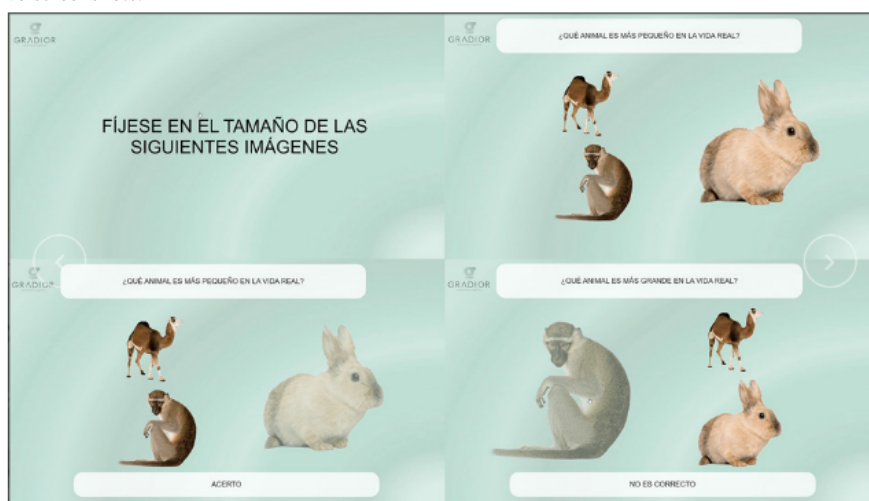 GRADIOR
FÍJESE EN EL TAMAÑO DE LAS
SIGUIENTES IMÁGENES
GRADIOR
¿QUÉ ANIMAL ES MÁS PEQUEÑO EN LA VIDA REAL?
GRADIOR
¿QUÉ ANIMAL ES MÁS PEQUEÑO EN LA VIDA REAL?
ACERTO
GRADIOR
¿QUÉ ANIMAL ES MÁS GRANDE EN LA VIDA REAL?
NO ES CORRECTO